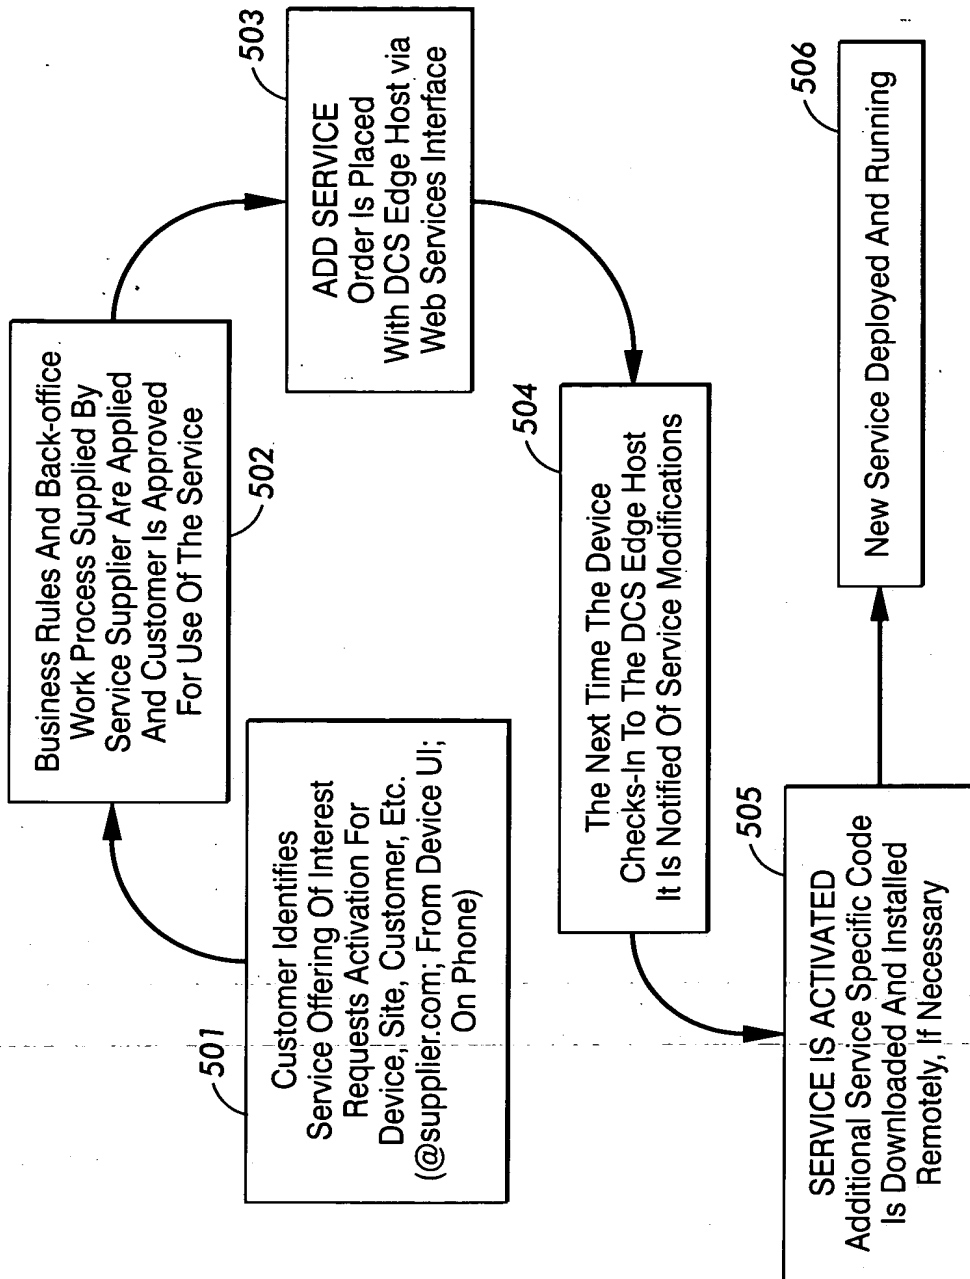 501
Customer Identifies
Service Offering Of Interest
Requests Activation For
Device, Site, Customer, Etc.
(@supplier.com; From Device UI;
On Phone)
Business Rules And Back-office
Work Process Supplied By
Service Supplier Are Applied
And Customer Is Approved
For Use Of The Service
502
503
ADD SERVICE
Order Is Placed
With DCS Edge Host via
Web Services Interface
504
The Next Time The Device
Checks-In To The DCS Edge Host
It Is Notified Of Service Modifications
505
SERVICE IS ACTIVATED
Additional Service Specific Code
Is Downloaded And Installed
Remotely, If Necessary
506
New Service Deployed And Running